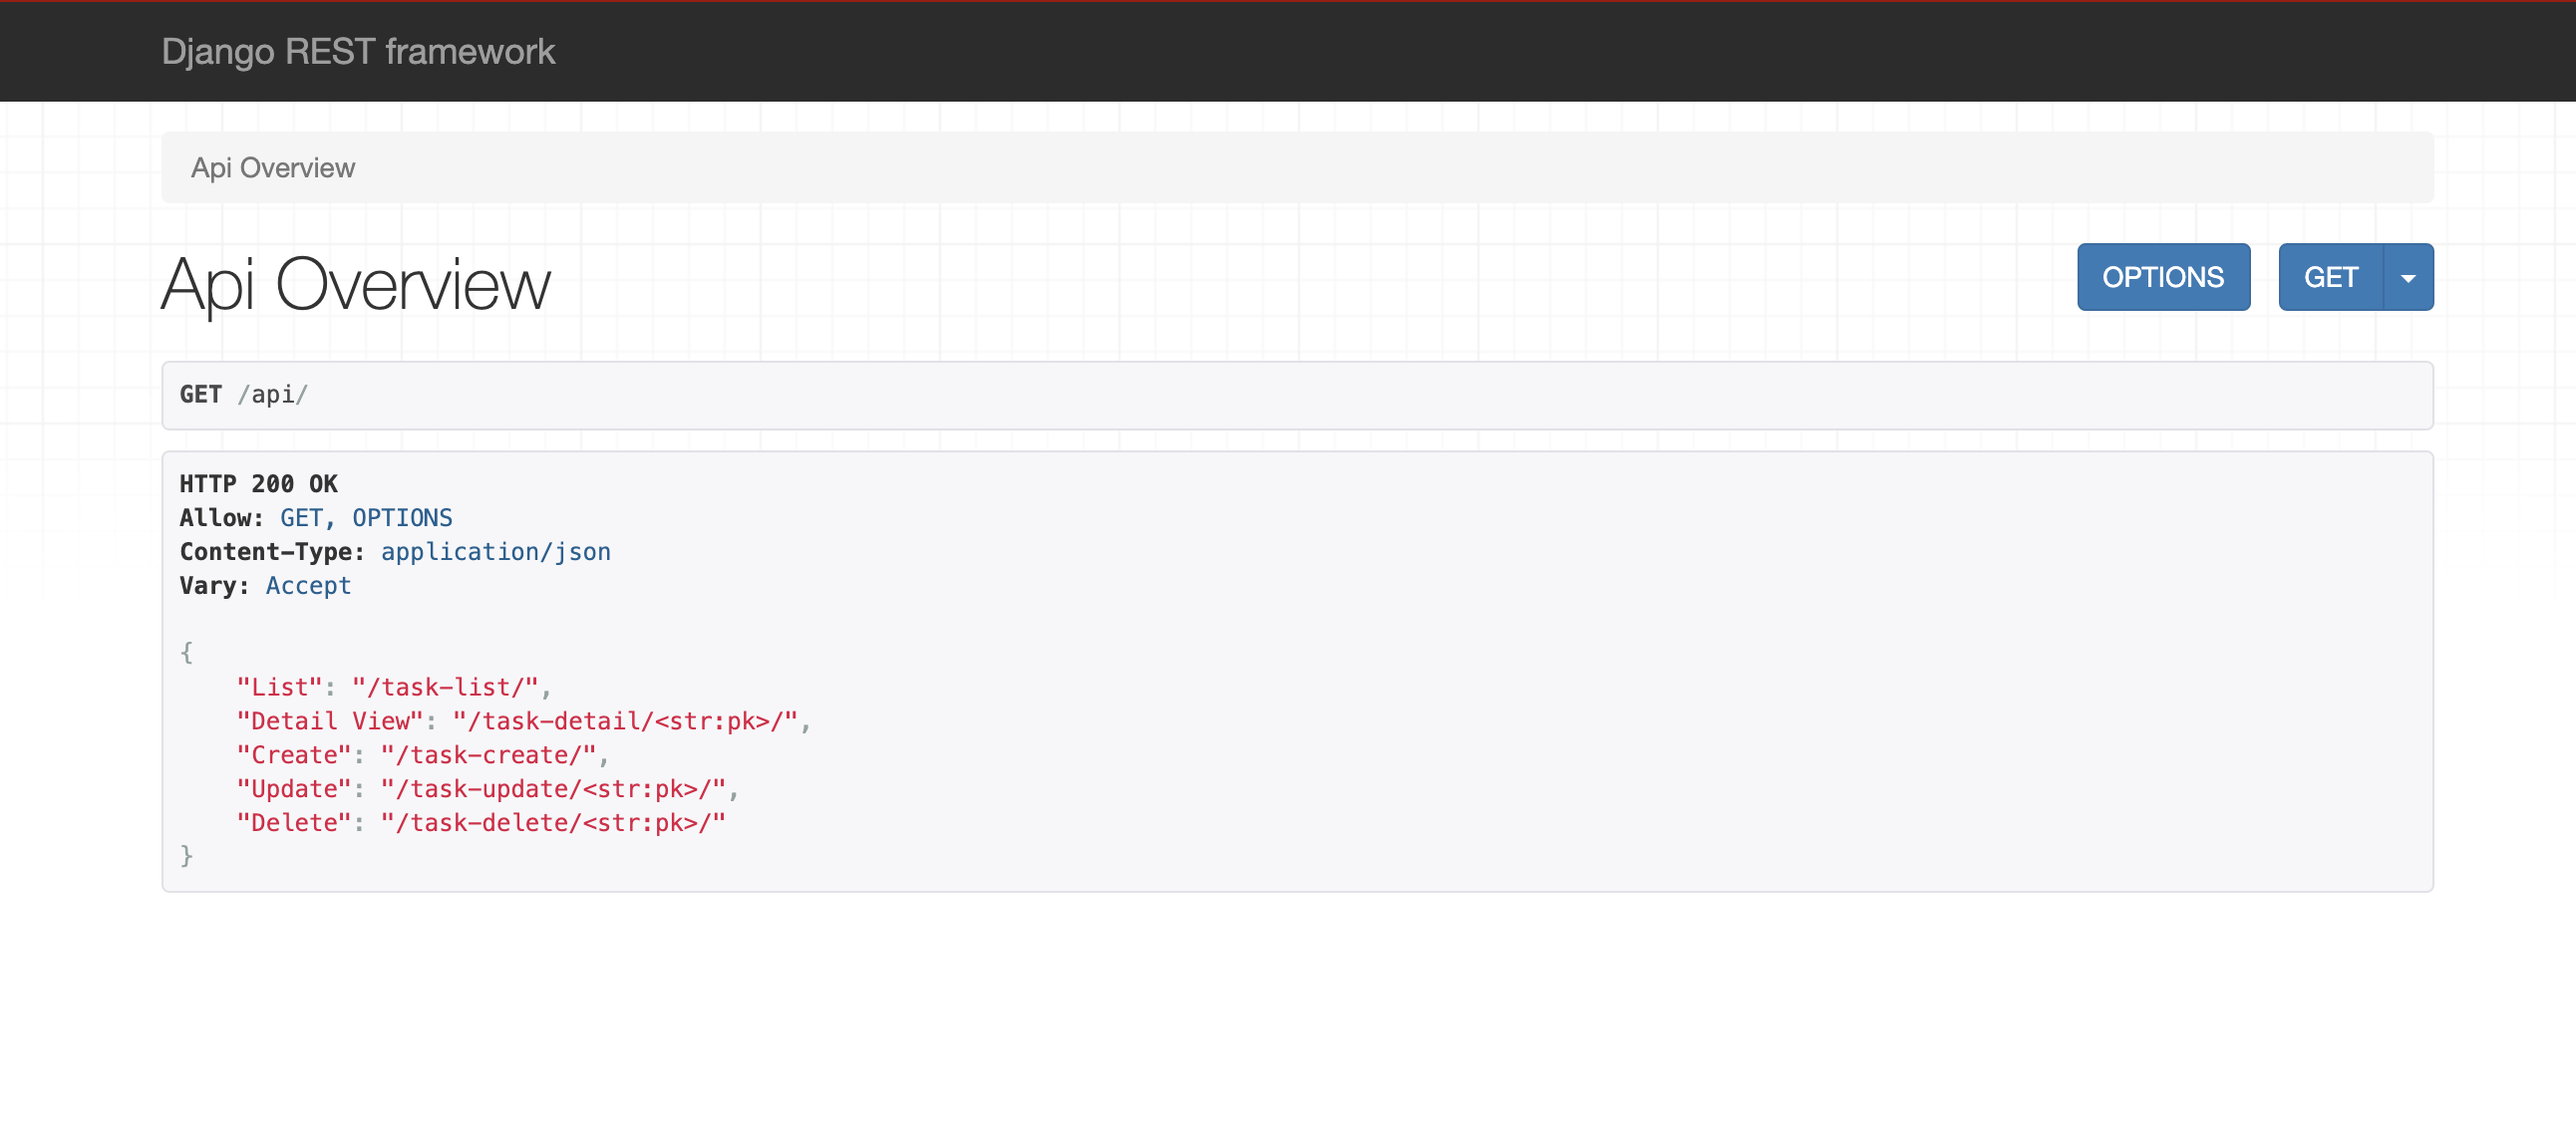 Django REST framework
Api Overview
Api Overview
OPTIONS
GET
GET /api/
HTTP 200 OK
Allow: GET, OPTIONS
Content-Type: application/json
Vary: Accept
{
    "List": "/task-list/",
    "Detail View": "/task-detail/<str:pk>/",
    "Create": "/task-create/",
    "Update": "/task-update/<str:pk>/",
    "Delete": "/task-delete/<str:pk>/"
}